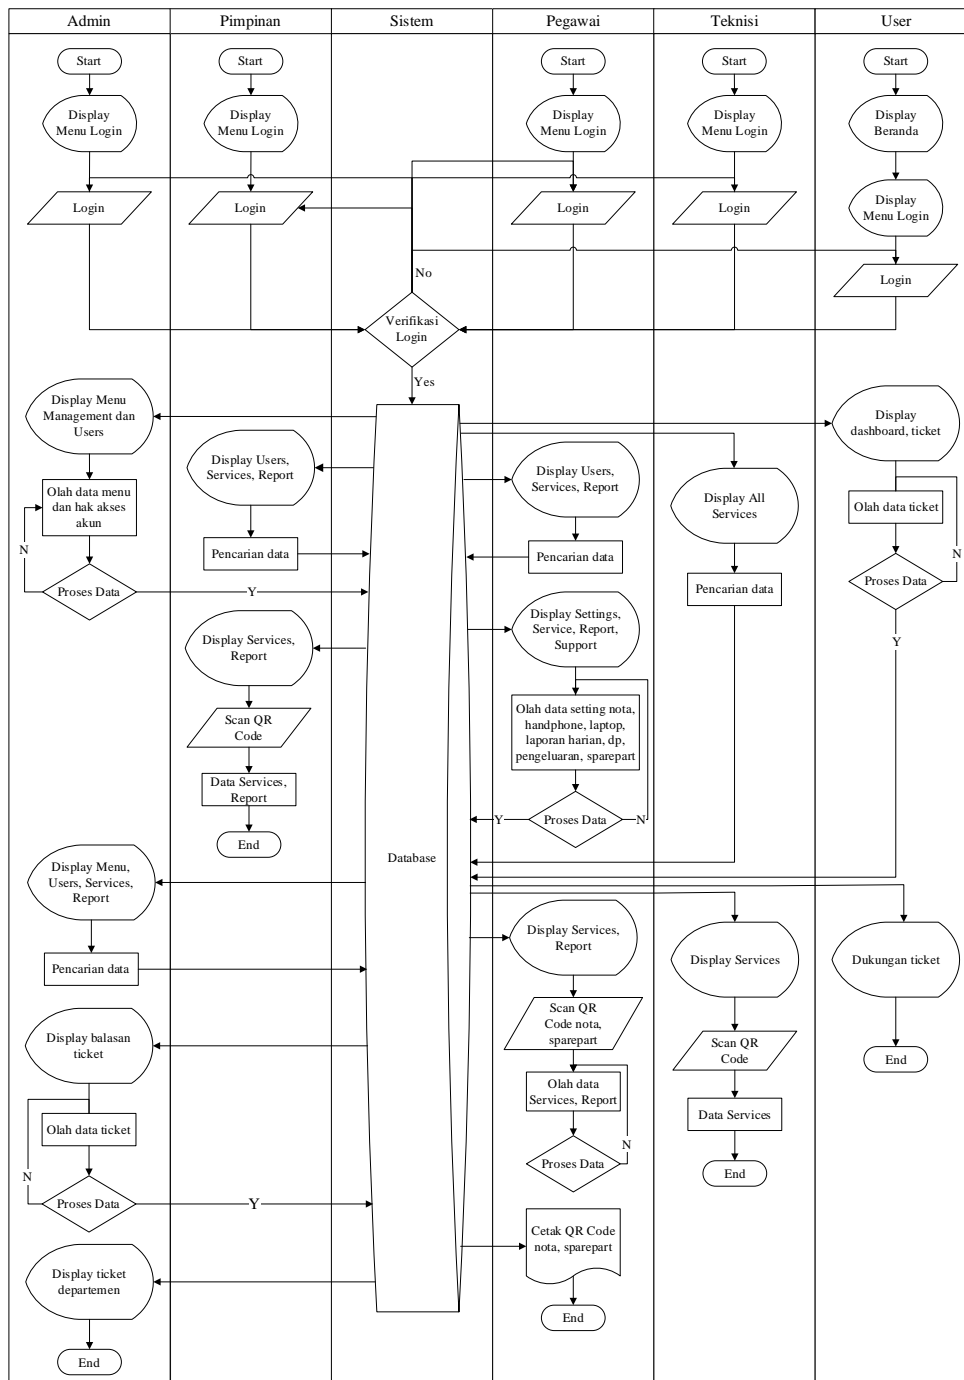 Admin
Pimpinan
Sistem
Pegawai
Teknisi
User
Start
Start
Start
Start
Start
Display
Menu Login
Display
Menu Login
Display
Menu Login
Display
Menu Login
Display
Beranda
Login
Login
Login
Login
Display
Menu Login
Login
No
Verifikasi
Login
Yes
Display Menu
Management dan
Users
Olah data menu
dan hak akses
akun
N
Proses Data
Y
Display Users,
Services, Report
Pencarian data
Display Users,
Services, Report
Pencarian data
Display All
Services
Pencarian data
Display
dashboard, ticket
Olah data ticket
N
Proses Data
Y
Display Services,
Report
Scan QR
Code
Data Services,
Report
End
Display Settings,
Service, Report,
Support
Olah data setting nota,
handphone, laptop,
laporan harian, dp,
pengeluaran, sparepart
Y
Proses Data
N
Database
Display Menu,
Users, Services,
Report
Pencarian data
Display Services,
Report
Scan QR
Code nota,
sparepart
Olah data
Services, Report
N
Proses Data
Display Services
Scan QR
Code
Data Services
End
Dukungan ticket
End
Display balasan
ticket
Olah data ticket
N
Proses Data
Y
Cetak QR Code
nota, sparepart
End
Display ticket
departemen
End